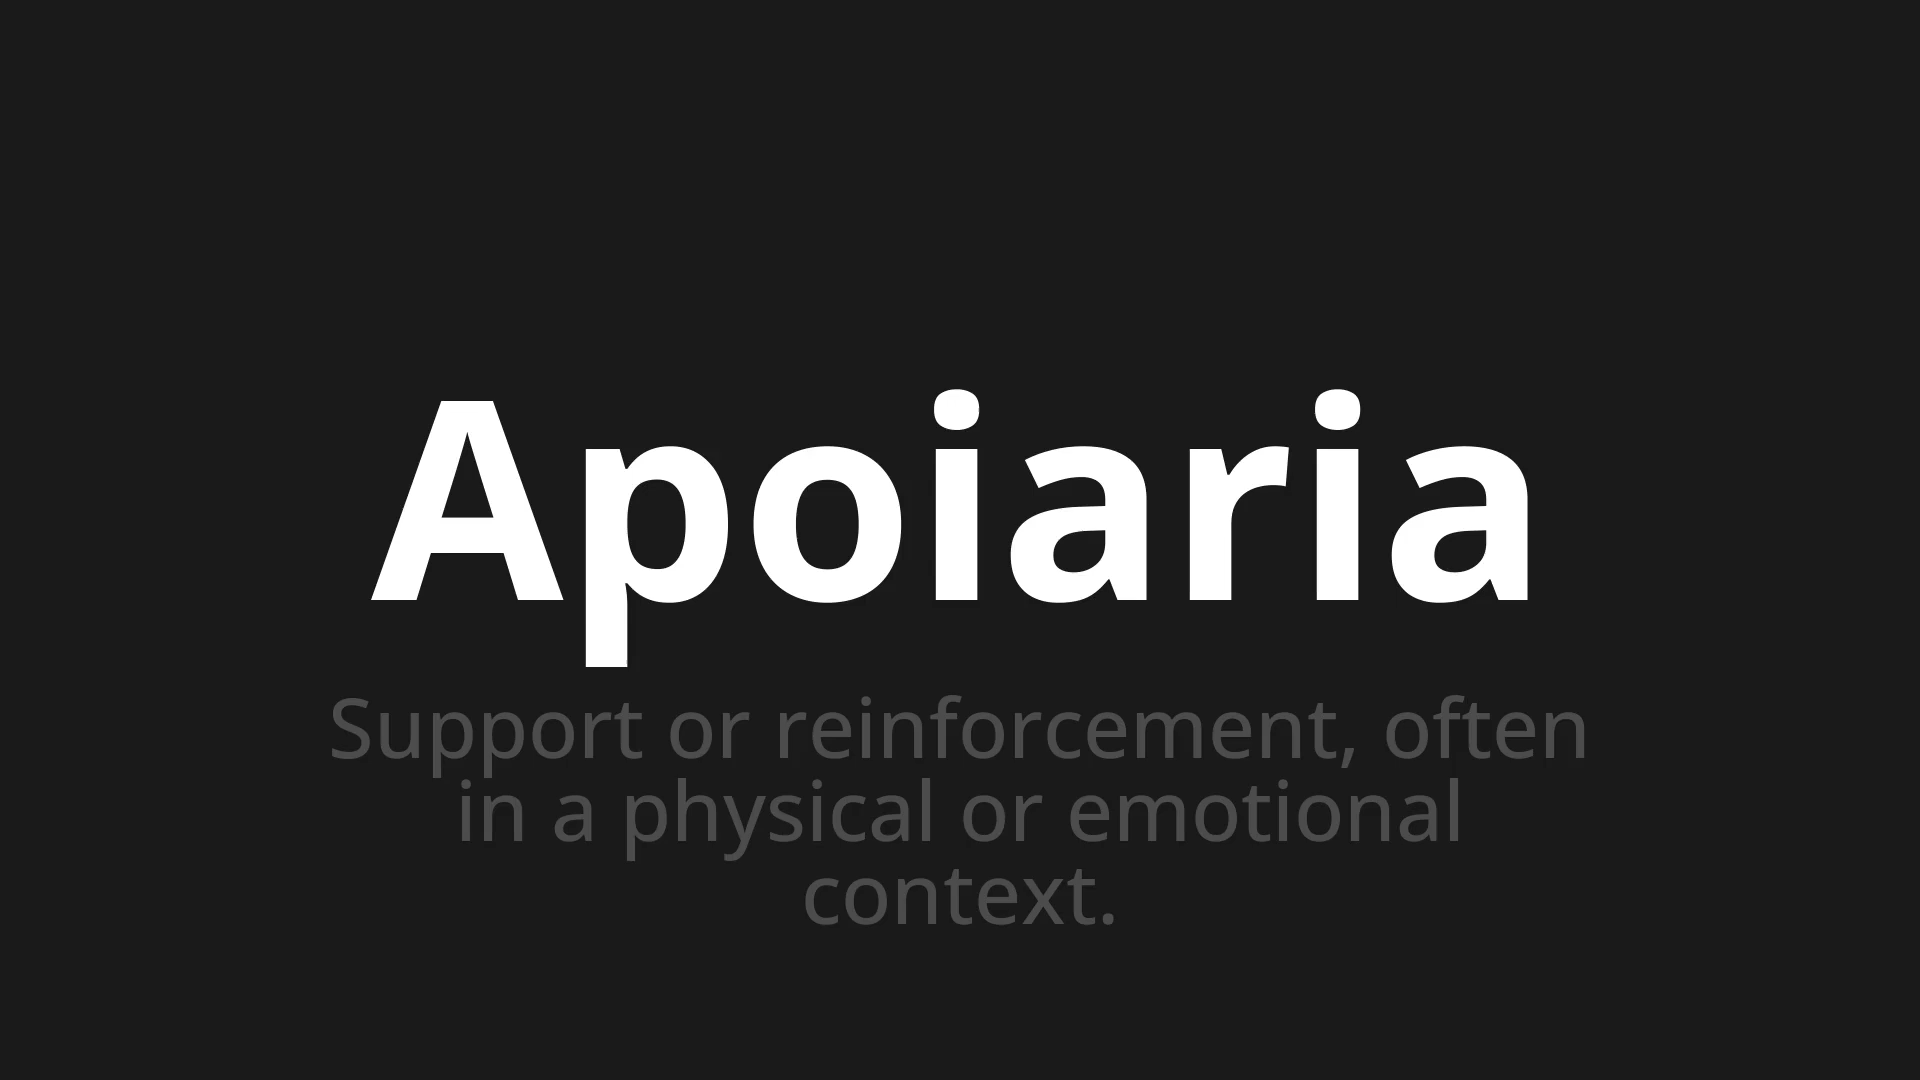 Apoiaria
Support or reinforcement, often
in a physical or emotional
context.